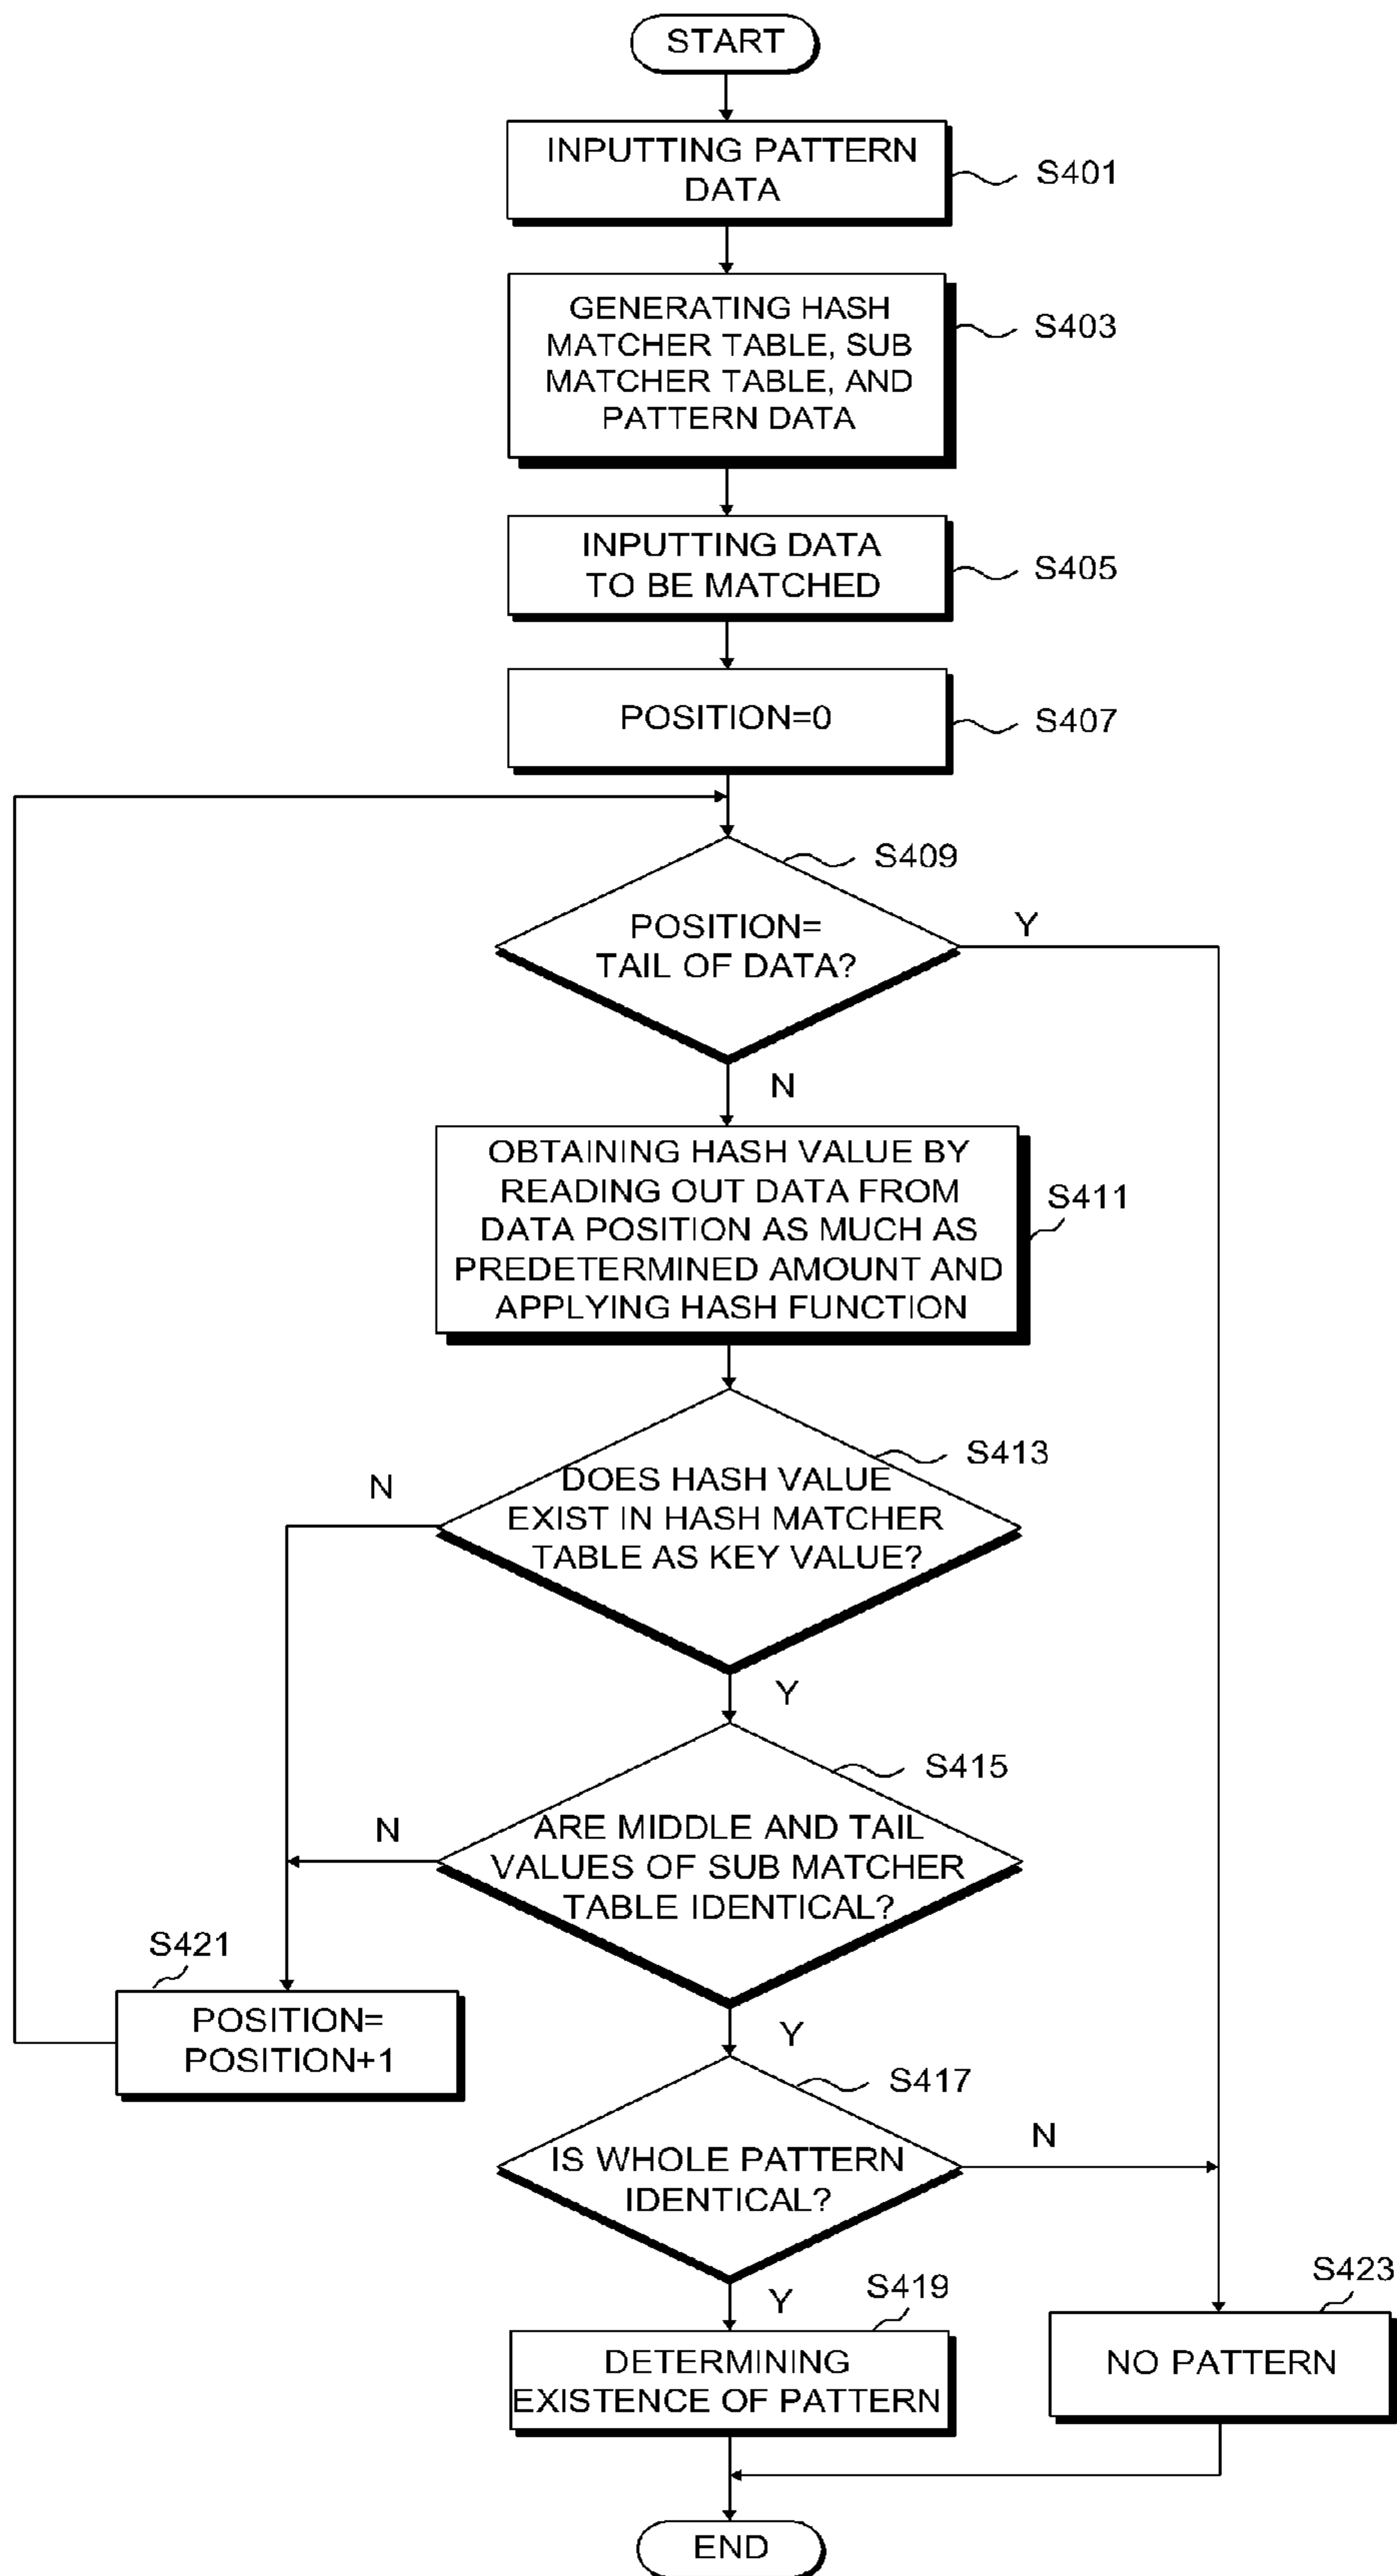 START
INPUTTING PATTERN
DATA
S401
GENERATING HASH
MATCHER TABLE, SUB
MATCHER TABLE, AND
PATTERN DATA
S403
INPUTTING DATA
TO BE MATCHED
S405
POSITION=0
S407
S409
POSITION=
TAIL OF DATA?
Y
N
OBTAINING HASH VALUE BY
READING OUT DATA FROM
DATA POSITION AS MUCH AS
PREDETERMINED AMOUNT AND
APPLYING HASH FUNCTION
S411
S413
DOES HASH VALUE
EXIST IN HASH MATCHER
TABLE AS KEY VALUE?
N
Y
S415
ARE MIDDLE AND TAIL
VALUES OF SUB MATCHER
TABLE IDENTICAL?
N
S421
POSITION=
POSITION+1
Y
S417
IS WHOLE PATTERN
IDENTICAL?
N
Y
S419
DETERMINING
EXISTENCE OF PATTERN
S423
NO PATTERN
END